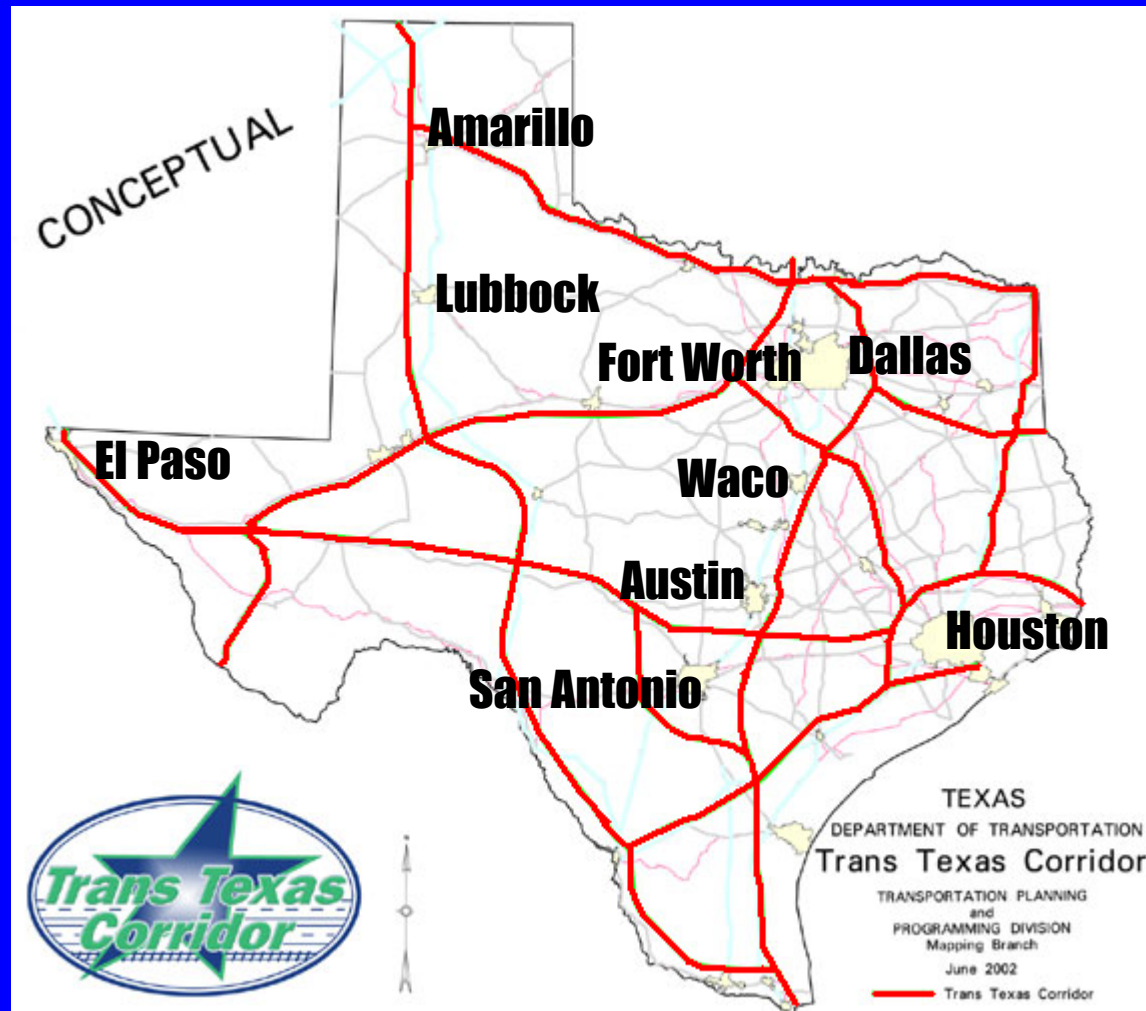 CONCEPTUAL
Amarillo
Lubbock
Fort Worth
Dallas
El Paso
Waco
Austin
Houston
San Antonio
Trans Texas
Corridor
TEXAS
DEPARTMENT OF TRANSPORTATION
Trans Texas Corridor
TRANSPORTATION PLANNING
and
PROGRAMMING DIVISION
Mapping Branch
June 2002
Trans Texas Corridor